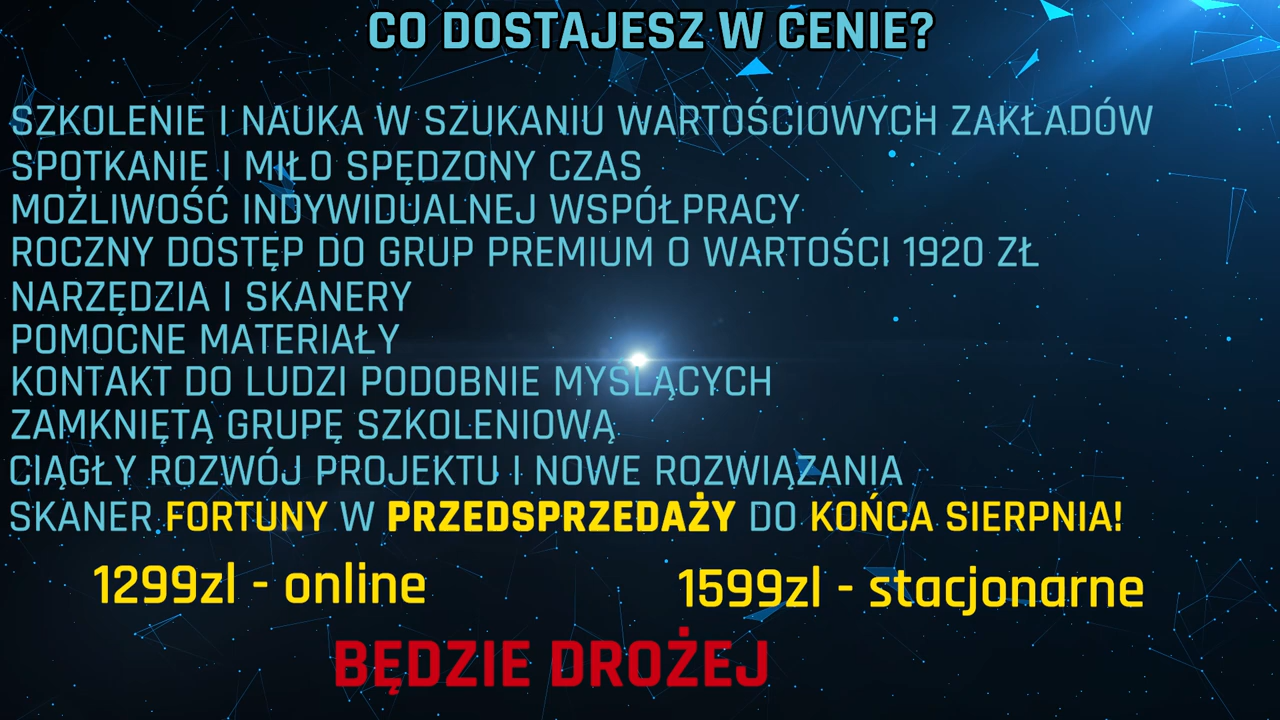 CO DOSTAJESZ W CENIE?
SZKOLENIE I NAUKA W SZUKANIU WARTOŚCIOWYCH ZAKŁADÓW
SPOTKANIE I MIŁO SPĘDZONY CZAS
MOŻLIWOŚĆ INDYWIDUALNEJ WSPÓŁPRACY
ROCZNY DOSTĘP DO GRUP PREMIUM O WARTOŚCI 1920 ZŁ
NARZĘDZIA I SKANERY
POMOCNE MATERIAŁY
KONTAKT DO LUDZI PODOBNIE MYŚLĄCYCH
ZAMKNIĘTĄ GRUPĘ SZKOLENIOWĄ
CIĄGŁY ROZWÓJ PROJEKTU I NOWE ROZWIĄZANIA
SKANER FORTUNY W PRZEDSPRZEDAŻY DO KOŃCA SIERPNIA!
1299zl - online
1599zl - stacjonarne
BĘDZIE DROŻEJ